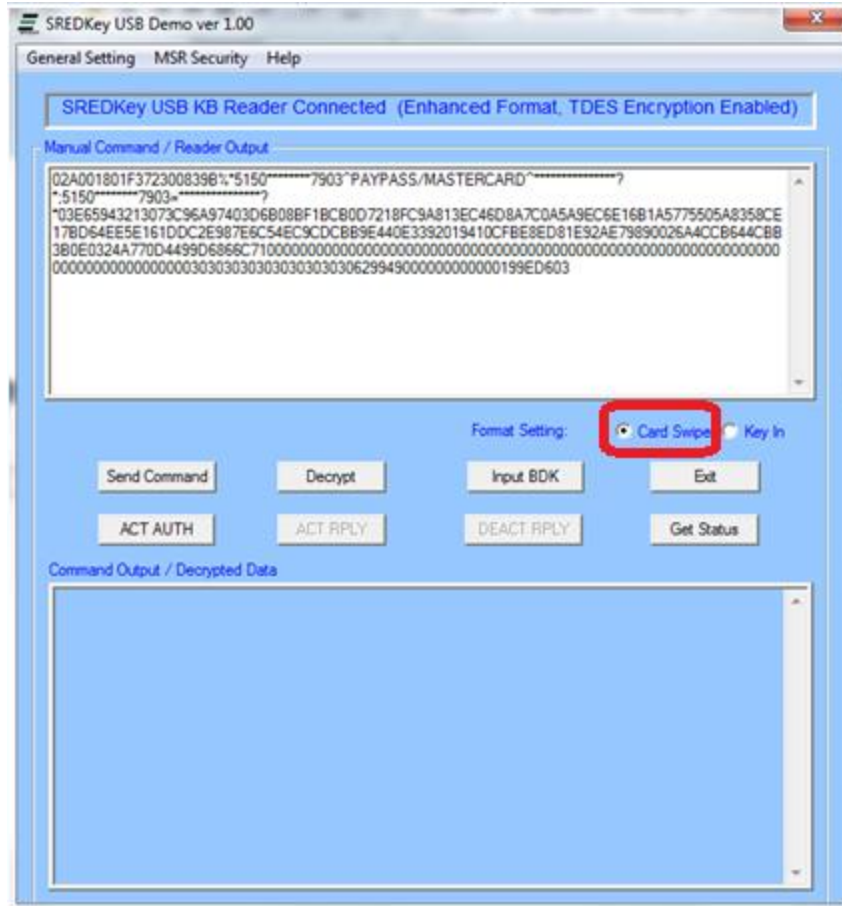 SREDKey USB Demo ver 1.00
General Setting MSR Security Help
SREDKey USB KB Reader Connected (Enhanced Format, TDES Encryption Enabled)
Manual Command / Reader Output
02A001801F372300839B%*5150********7903^PAYPASS/MASTERCARD^****************?
*;5150********7903=****************?
*03E65943213073C96A97403D6B08BF1BCB0D7218FC9A813EC46D8A7C0A5A9EC6E16B1A5775505A8358CE
17BD64EE5E161DDC2E987E6C54EC9CDCBB9E440E3392019410CFBE8ED81E92AE79890026A4CCB644CBB
Format Setting: Card Swipe Key In
Send Command Decrypt Input BDK Exit
ACT AUTH ACT RPLY DEACT RPLY Get Status
Command Output / Decrypted Data